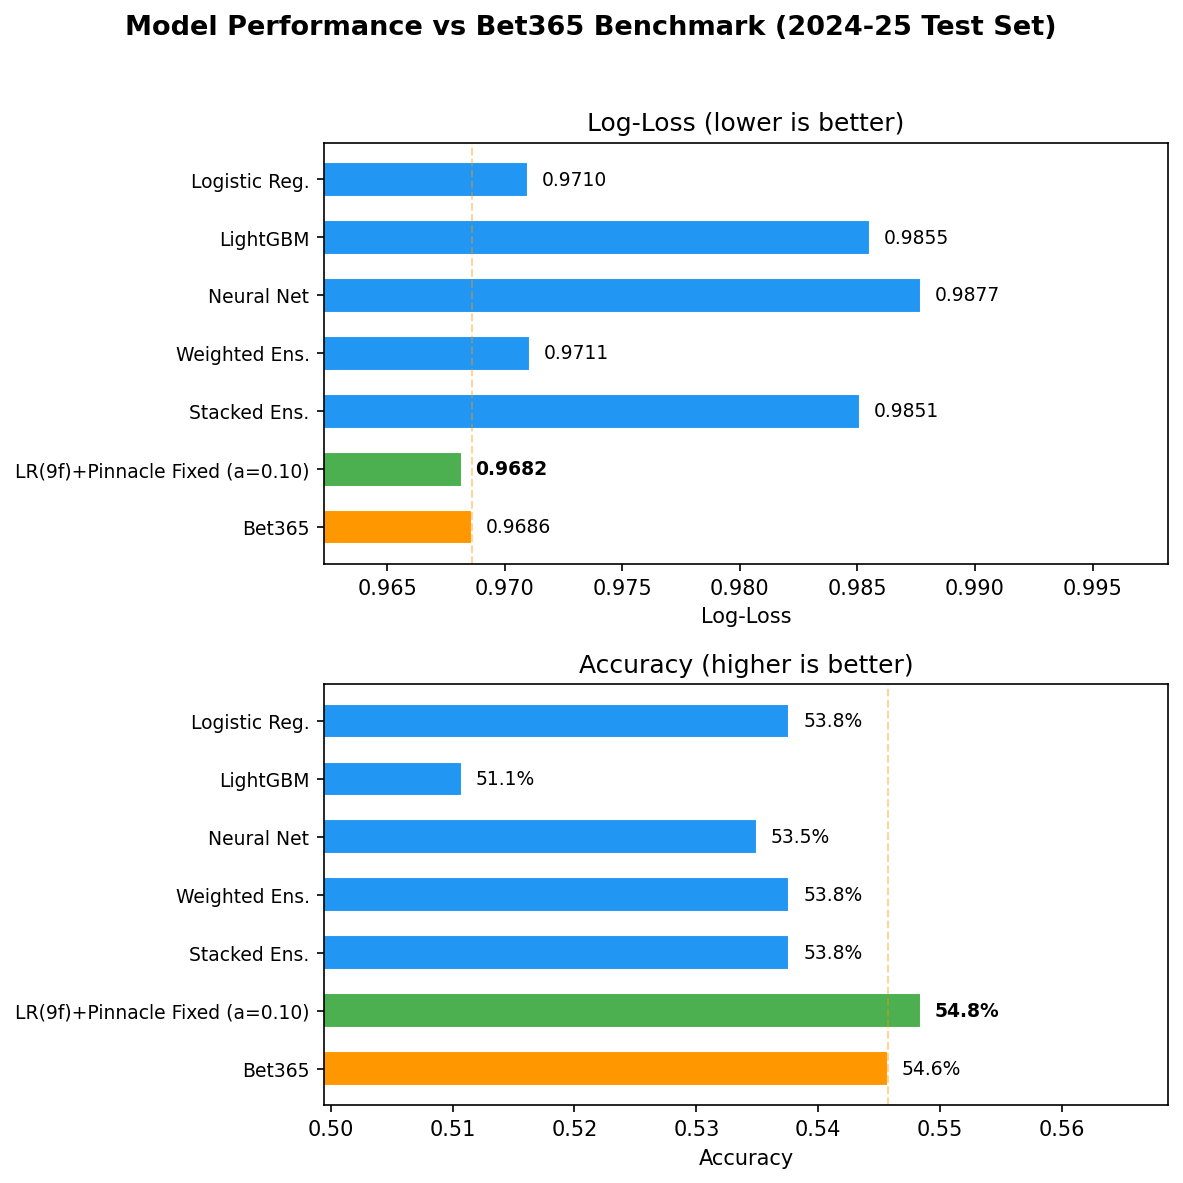 Model Performance vs Bet365 Benchmark (2024-25 Test Set)
Log-Loss (lower is better)
Logistic Reg. 0.9710
LightGBM 0.9855
Neural Net 0.9877
Weighted Ens. 0.9711
Stacked Ens. 0.9851
LR(9f)+Pinnacle Fixed (a=0.10) 0.9682
Bet365 0.9686
0.965 0.970 0.975 0.980 0.985 0.990 0.995
Log-Loss
Accuracy (higher is better)
Logistic Reg. 53.8%
LightGBM 51.1%
Neural Net 53.5%
Weighted Ens. 53.8%
Stacked Ens. 53.8%
LR(9f)+Pinnacle Fixed (a=0.10) 54.8%
Bet365 54.6%
0.50 0.51 0.52 0.53 0.54 0.55 0.56
Accuracy